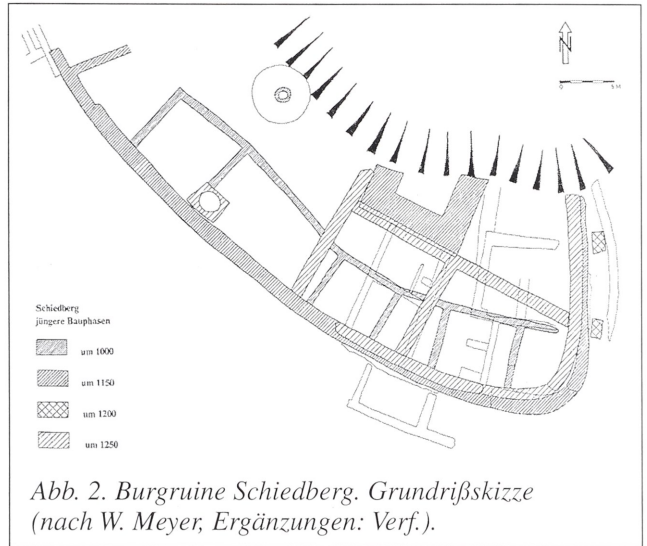 N
0 5 M
Schiedberg
jüngere Bauphasen
um 1000
um 1150
um 1200
um 1250
Abb. 2. Burgruine Schiedberg. Grundrißskizze
(nach W. Meyer, Ergänzungen: Verf.).